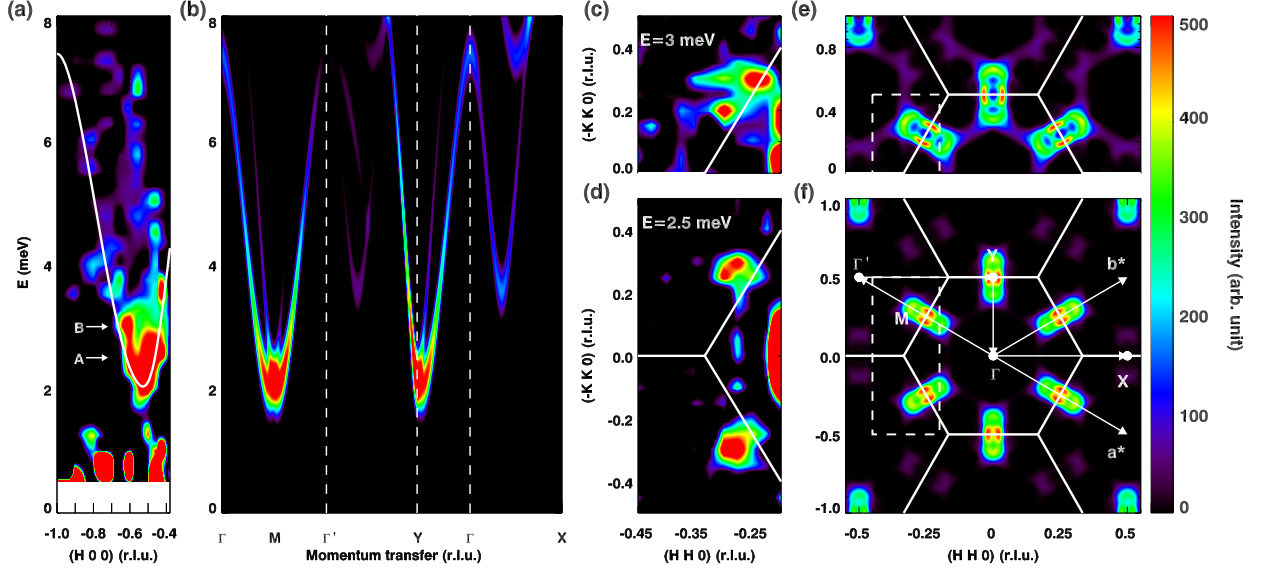 (a)
8
6
4
2
0
E (meV)
B
A
-1.0 -0.8 -0.6 -0.4
(H 0 0) (r.l.u.)
(b)
8
6
4
2
0
Γ M Γ' Y Γ X
Momentum transfer (r.l.u.)
(c)
E=3 meV
0.4
0.2
0.0
(-K K 0) (r.l.u.)
(d)
E=2.5 meV
0.4
0.2
0.0
-0.2
-0.4
(-K K 0) (r.l.u.)
-0.45 -0.35 -0.25
(H H 0) (r.l.u.)
(e)
0.8
0.4
0
(f)
1.0
0.5
0.0
-0.5
-1.0
Γ' Y b*
M
Γ X
a*
-0.5 -0.25 0 0.25 0.5
(H H 0) (r.l.u.)
500
400
300
200
100
0
Intensity (arb. unit)